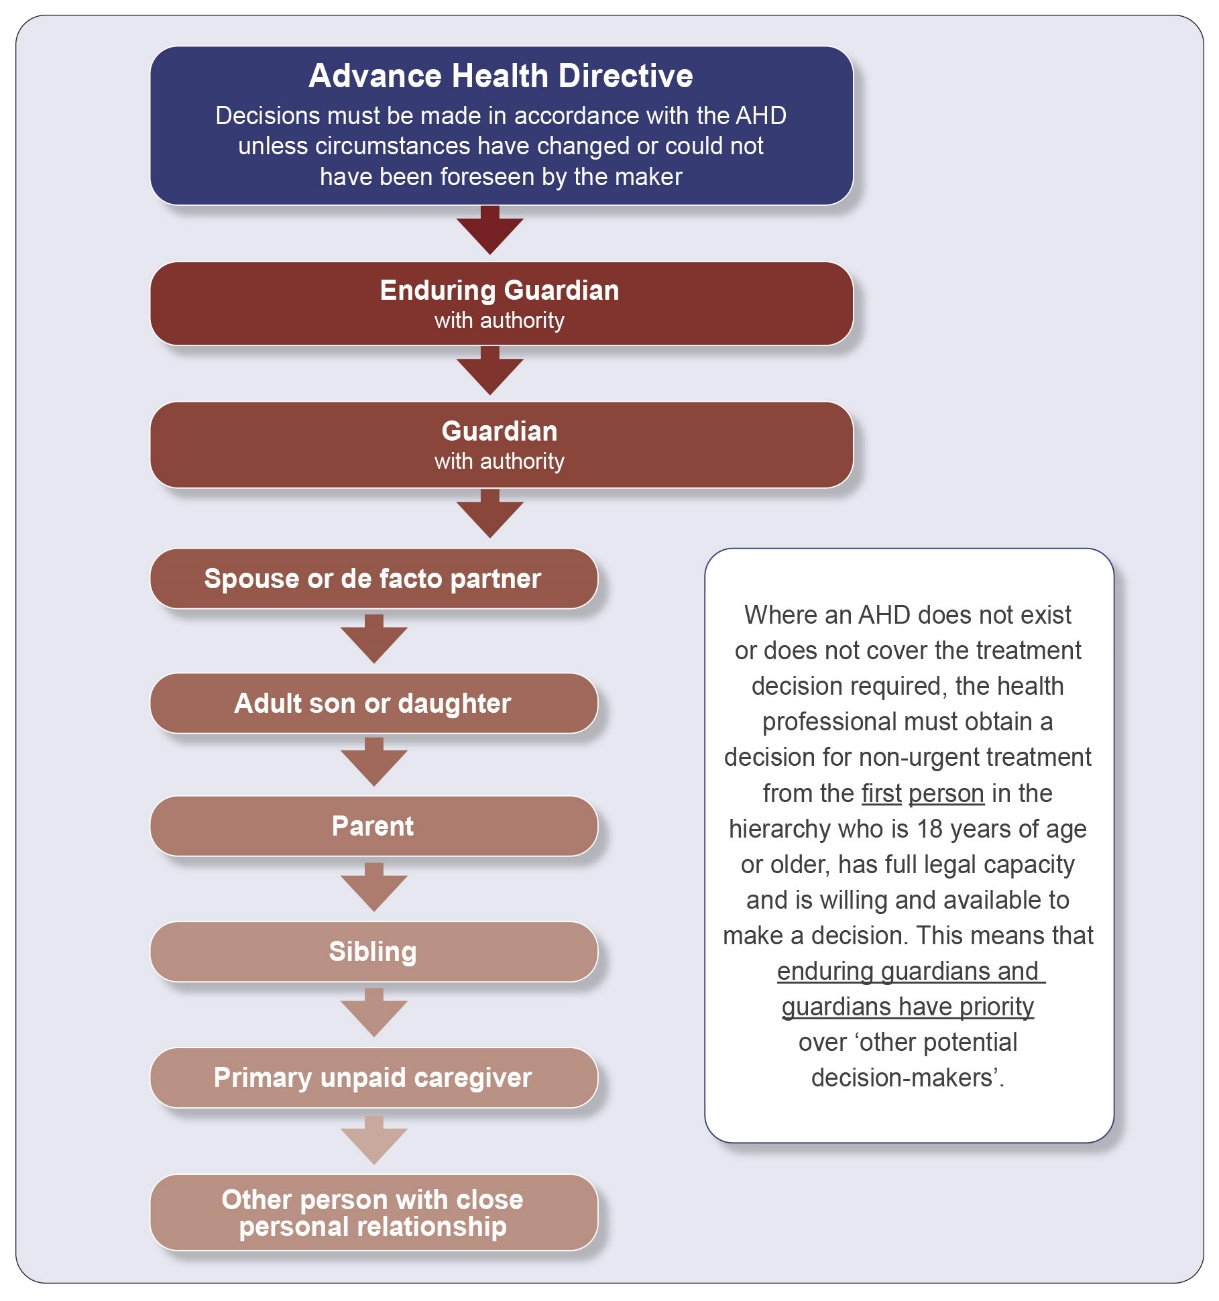 Advance Health Directive
Decisions must be made in accordance with the AHD
unless circumstances have changed or could not
have been foreseen by the maker
Enduring Guardian
with authority
Guardian
with authority
Spouse or de facto partner
Adult son or daughter
Parent
Sibling
Primary unpaid caregiver
Other person with close
personal relationship
Where an AHD does not exist
or does not cover the treatment
decision required, the health
professional must obtain a
decision for non-urgent treatment
from the first person in the
hierarchy who is 18 years of age
or older, has full legal capacity
and is willing and available to
make a decision. This means that
enduring guardians and
guardians have priority
over ‘other potential
decision-makers’.